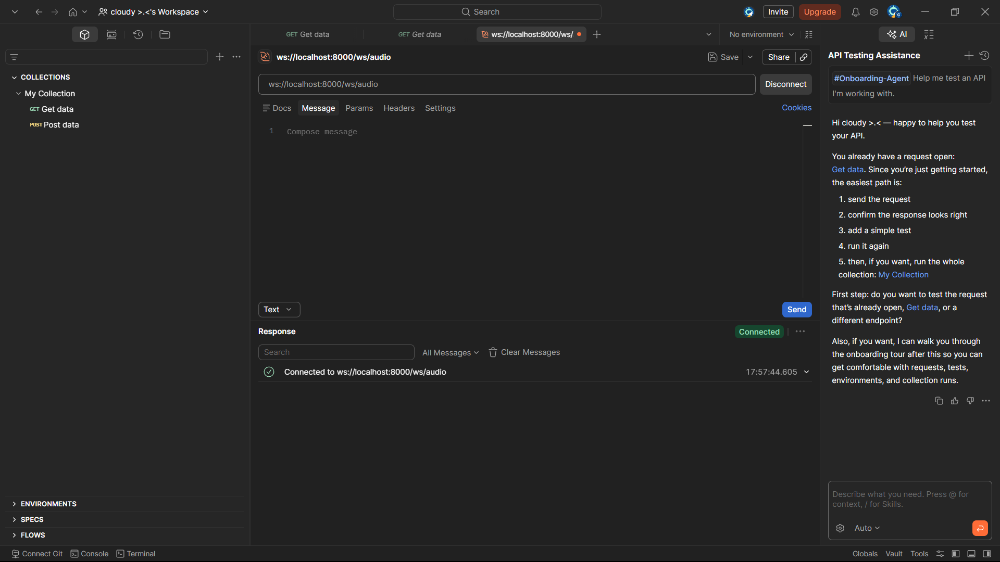 cloudy >.<'s Workspace
Search
Invite
Upgrade
GET Get data
GET Get data
ws://localhost:8000/ws/
No environment
AI
ws://localhost:8000/ws/audio
Save
Share
ws://localhost:8000/ws/audio
Disconnect
Docs
Message
Params
Headers
Settings
Cookies
1 Compose message
Text
Send
Response
Connected
Search
All Messages
Clear Messages
Connected to ws://localhost:8000/ws/audio
17:57:44.605
COLLECTIONS
My Collection
GET Get data
POST Post data
ENVIRONMENTS
SPECS
FLOWS
API Testing Assistance
#Onboarding-Agent Help me test an API
I'm working with.
Hi cloudy >.< — happy to help you test
your API.
You already have a request open:
Get data. Since you're just getting started,
the easiest path is:
1. send the request
2. confirm the response looks right
3. add a simple test
4. run it again
5. then, if you want, run the whole
collection: My Collection
First step: do you want to test the request
that's already open, Get data, or a
different endpoint?
Also, if you want, I can walk you through
the onboarding tour after this so you can
get comfortable with requests, tests,
environments, and collection runs.
Describe what you need. Press @ for
context, / for Skills.
Auto
Connect Git
Console
Terminal
Globals
Vault
Tools